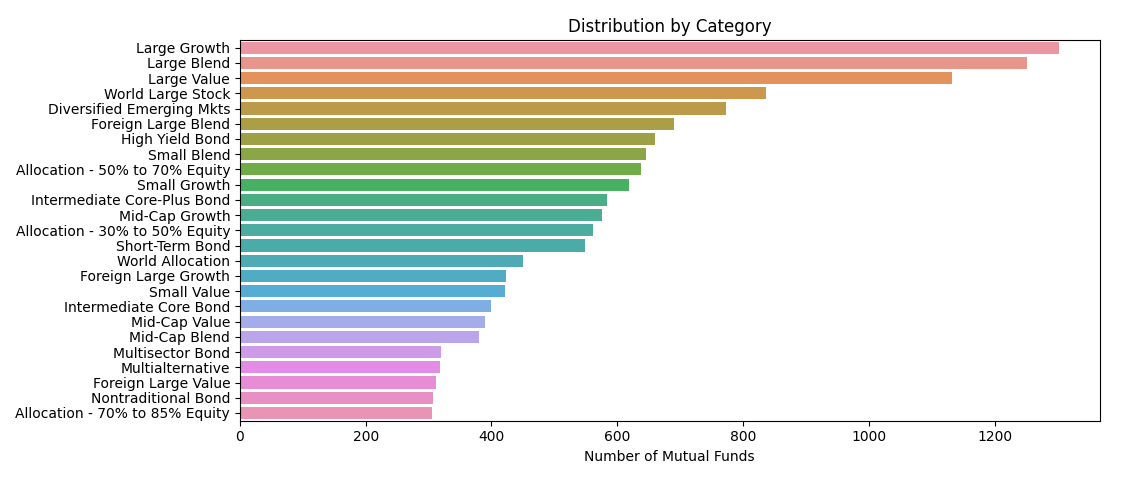 Distribution by Category
Large Growth
Large Blend
Large Value
World Large Stock
Diversified Emerging Mkts
Foreign Large Blend
High Yield Bond
Small Blend
Allocation - 50% to 70% Equity
Small Growth
Intermediate Core-Plus Bond
Mid-Cap Growth
Allocation - 30% to 50% Equity
Short-Term Bond
World Allocation
Foreign Large Growth
Small Value
Intermediate Core Bond
Mid-Cap Value
Mid-Cap Blend
Multisector Bond
Multialternative
Foreign Large Value
Nontraditional Bond
Allocation - 70% to 85% Equity
0 200 400 600 800 1000 1200
Number of Mutual Funds